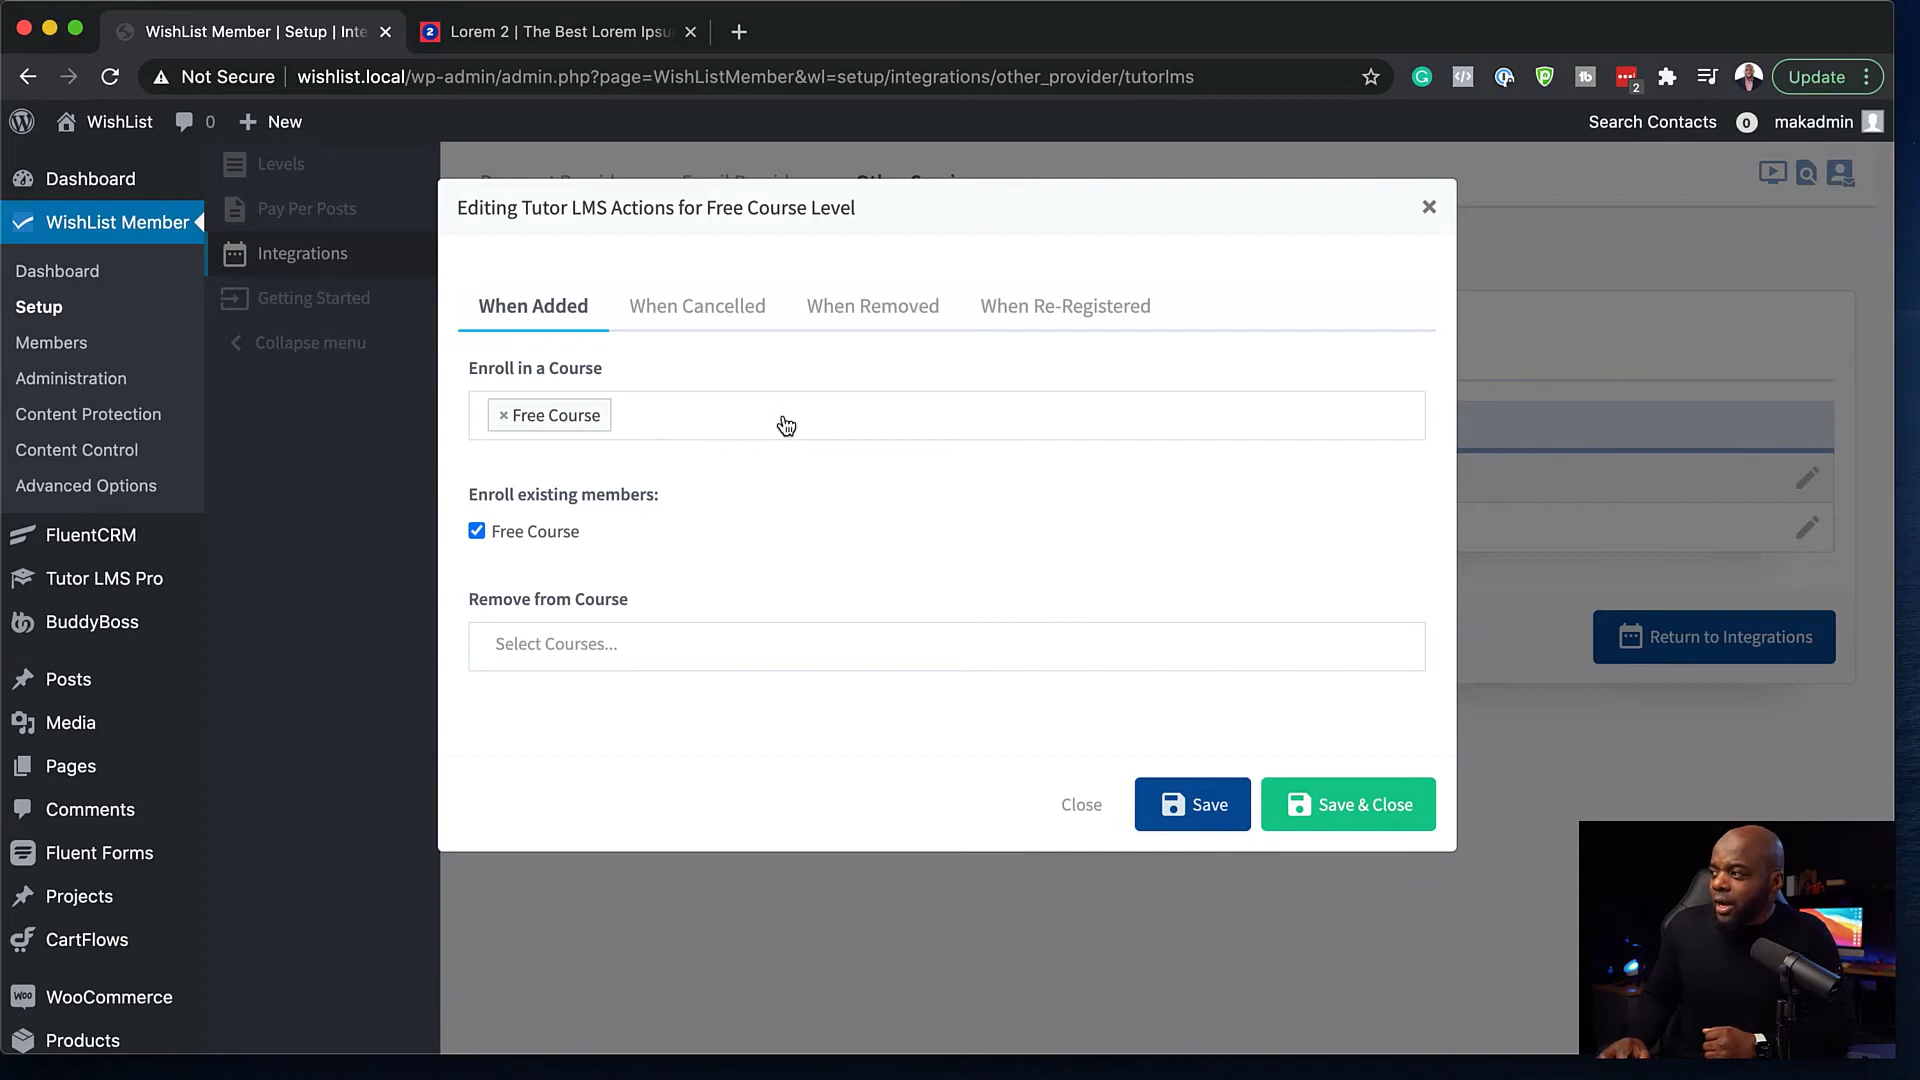 WishList Member | Setup | Inte
Lorem 2 | The Best Lorem Ipsu
Not Secure
wishlist.local/wp-admin/admin.php?page=WishListMember&wl=setup/integrations/other_provider/tutorlms
2
Update
WishList
0
New
Search Contacts
0
makadmin
Dashboard
WishList Member
Dashboard
Setup
Members
Administration
Content Protection
Content Control
Advanced Options
FluentCRM
Tutor LMS Pro
BuddyBoss
Posts
Media
Pages
Comments
Fluent Forms
Projects
CartFlows
WooCommerce
Products
Levels
Pay Per Posts
Integrations
Getting Started
Collapse menu
Editing Tutor LMS Actions for Free Course Level
When Added
When Cancelled
When Removed
When Re-Registered
Enroll in a Course
× Free Course
Enroll existing members:
Free Course
Remove from Course
Select Courses...
Close
Save
Save & Close
Return to Integrations